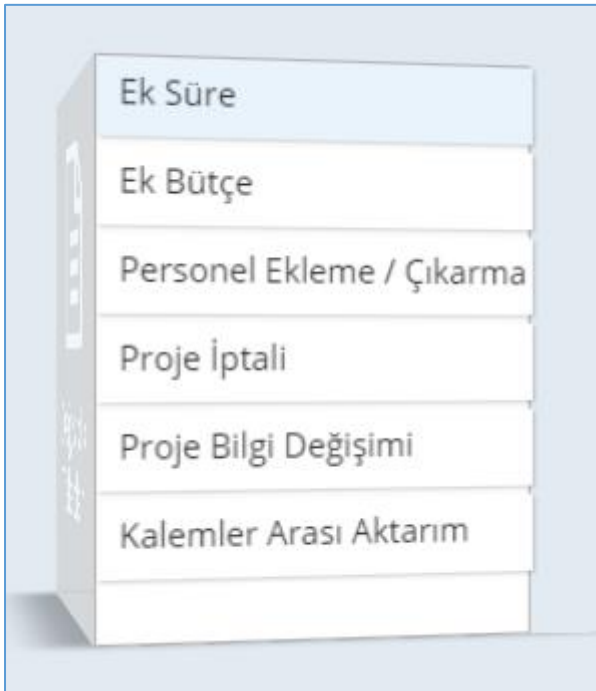 Ek Süre
Ek Bütçe
Personel Ekleme / Çıkarma
Proje İptali
Proje Bilgi Değişimi
Kalemler Arası Aktarım